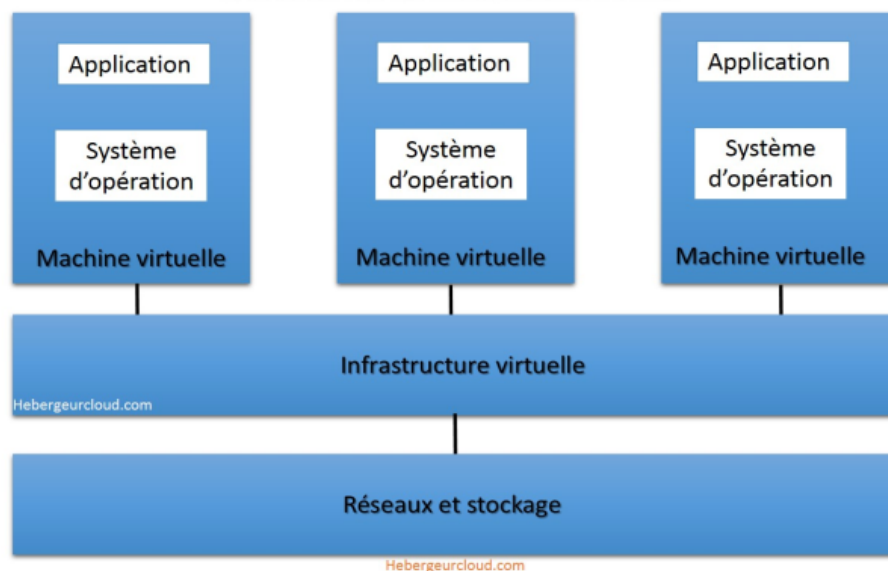 Application
Système
d'opération
Machine virtuelle
Application
Système
d'opération
Machine virtuelle
Application
Système
d'opération
Machine virtuelle
Infrastructure virtuelle
Hebergeurcloud.com
Réseaux et stockage
Hebergeurcloud.com